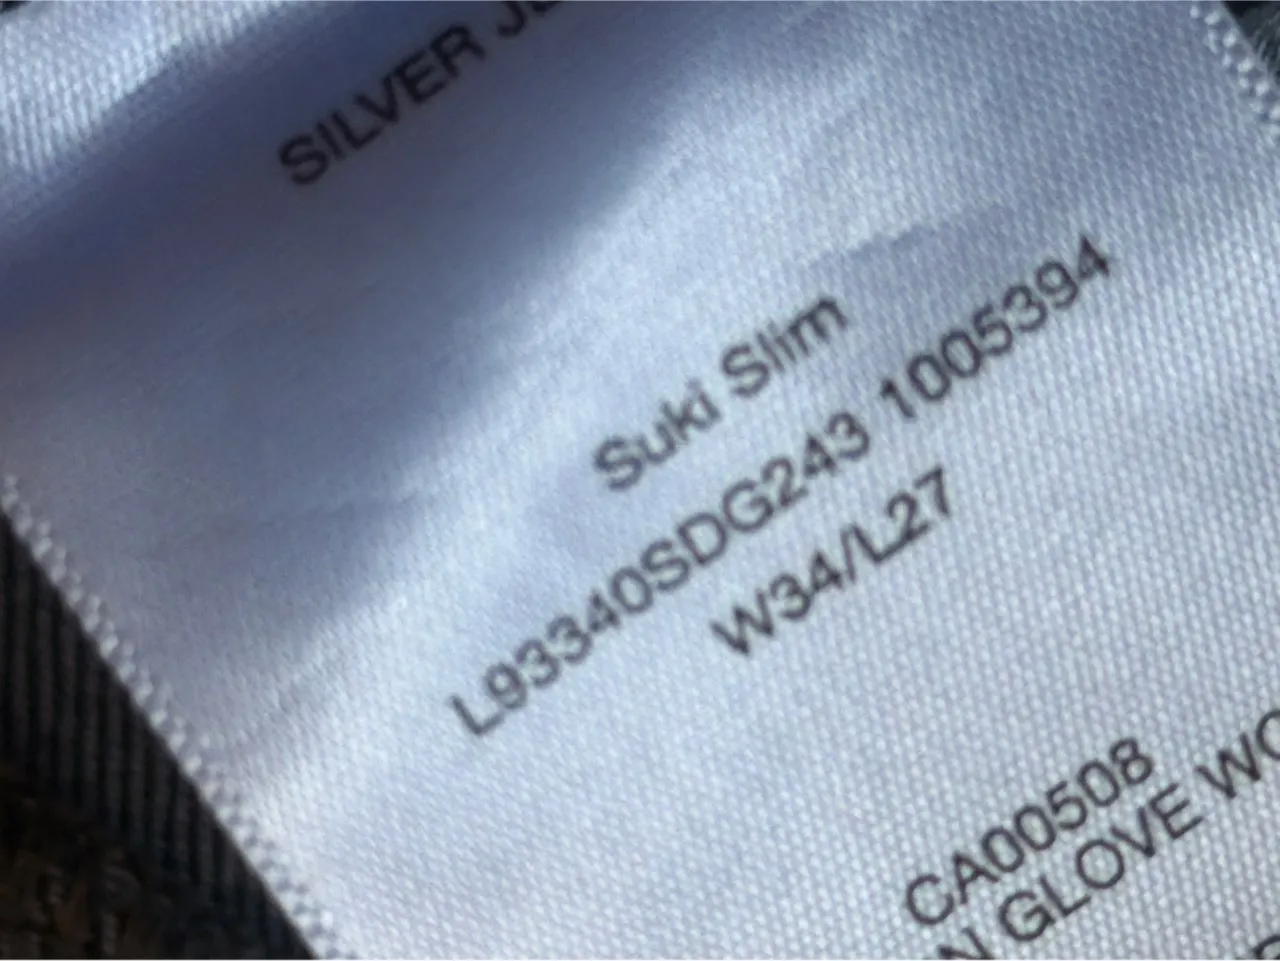 SILVER
Suki Slim
L93340SDG243 1005394
W34/L27
CA00508
GLOVE